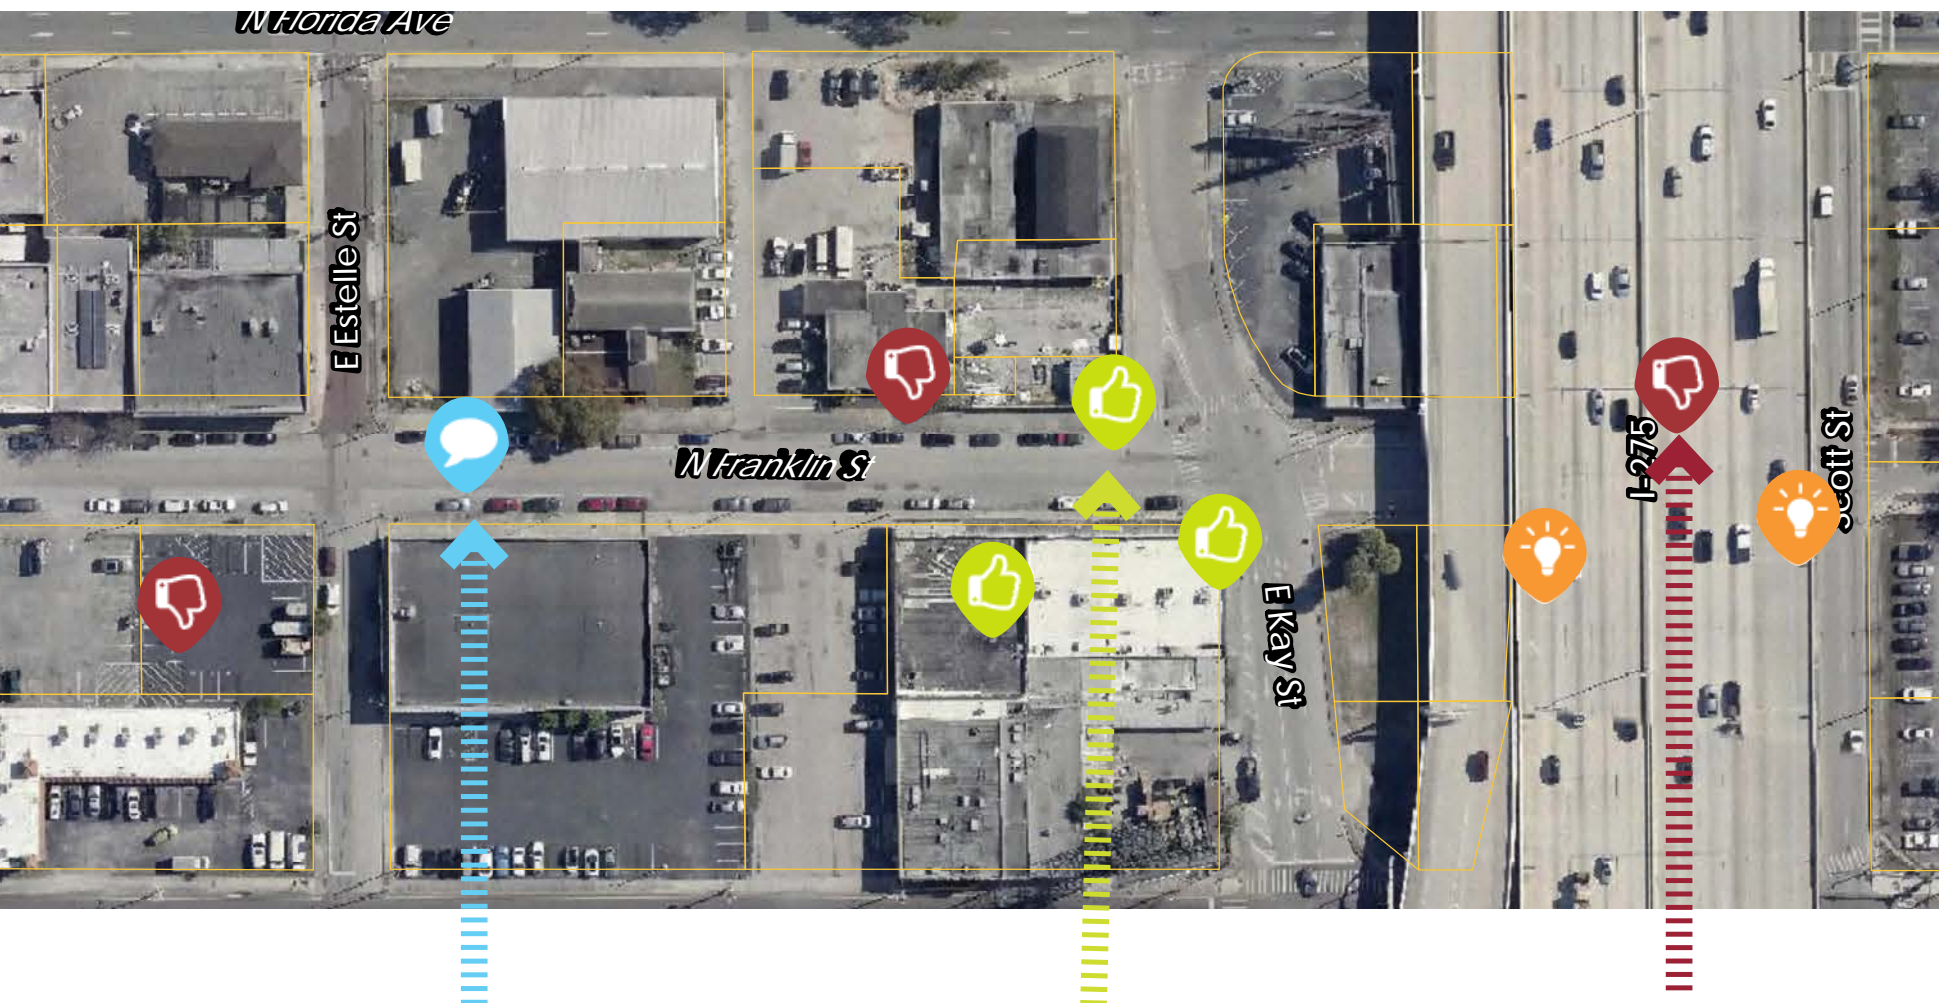 N Florida Ave
E Estelle St
N Franklin St
I-275
Scott St
E Kay St